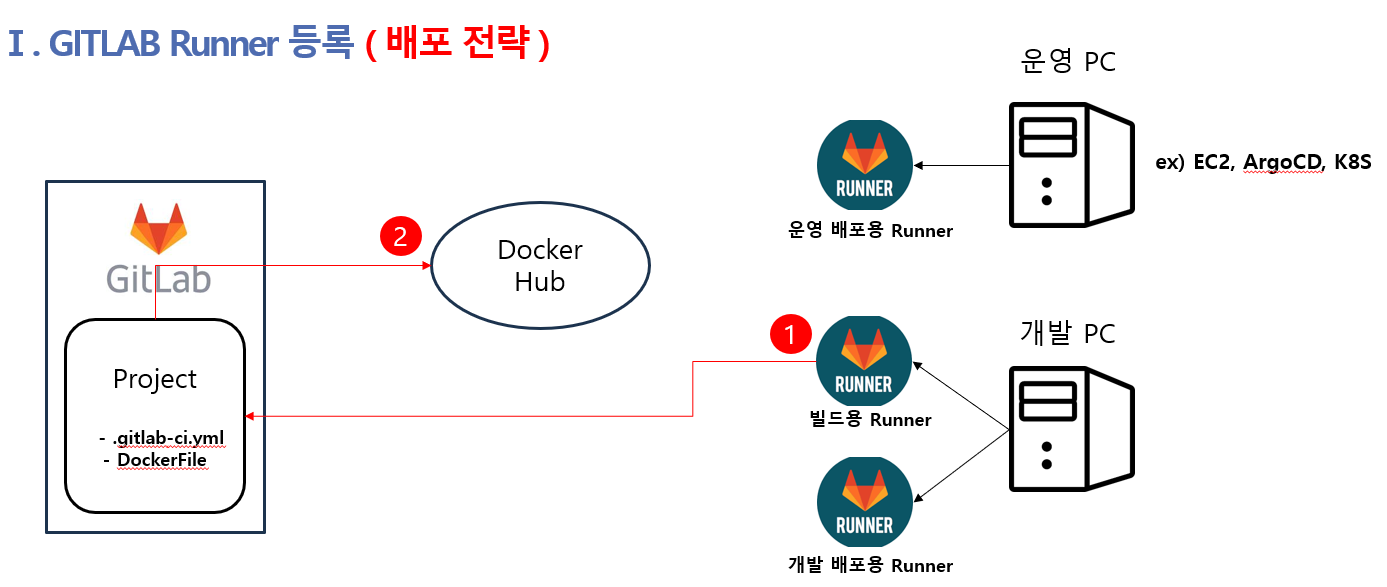 Ⅰ. GITLAB Runner 등록 ( 배포 전략 )
운영 PC
RUNNER
ex) EC2, ArgoCD, K8S
운영 배포용 Runner
GitLab
2
Docker
Hub
1
개발 PC
RUNNER
빌드용 Runner
Project
- .gitlab-ci.yml
- DockerFile
RUNNER
개발 배포용 Runner